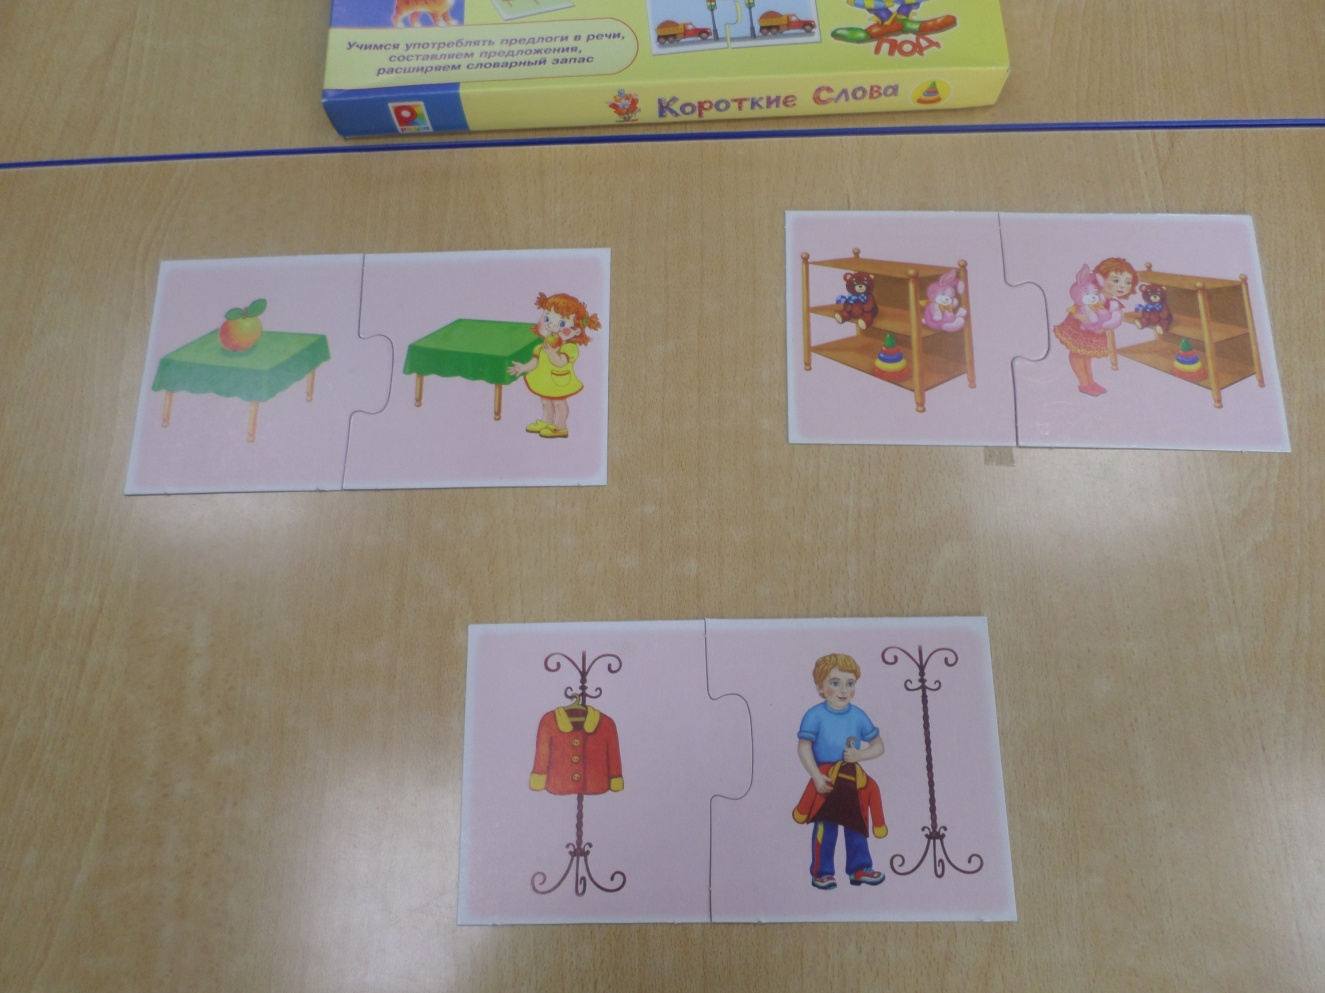 Учимся употреблять предлоги в речи,
составляем предложения,
расширяем словарный запас
ПОД
Короткие Слова